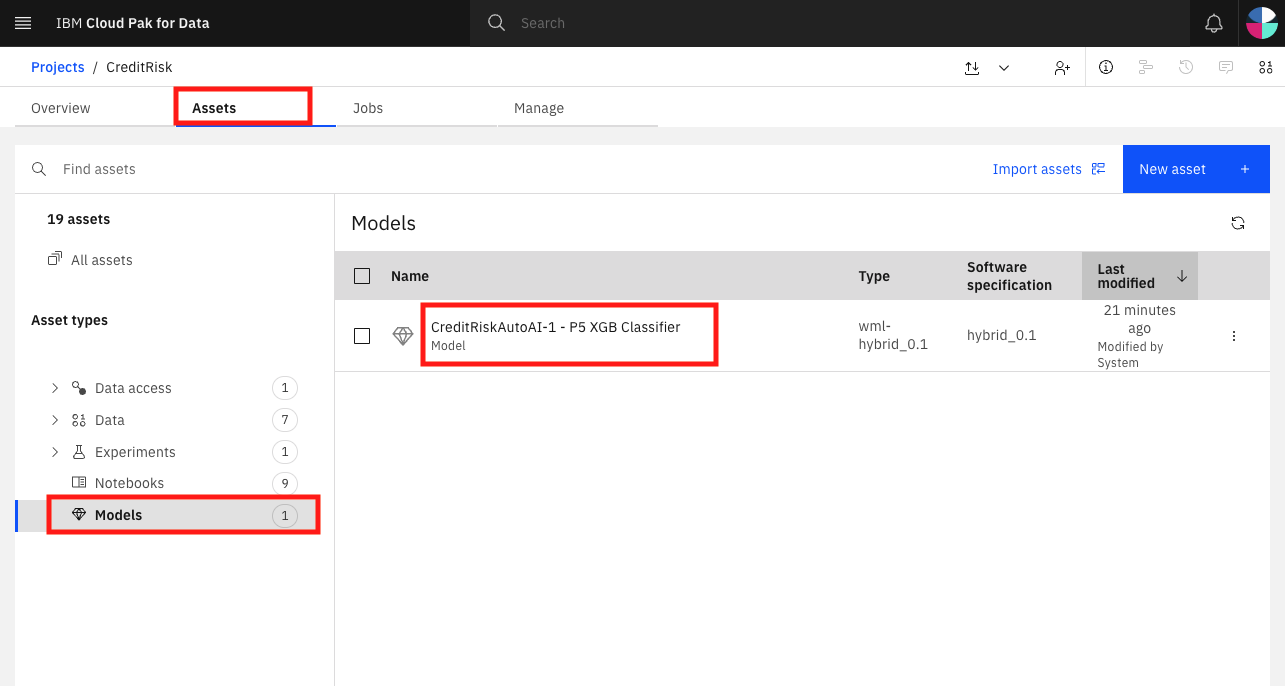 IBM Cloud Pak for Data
Search
Projects / CreditRisk
Overview
Assets
Jobs
Manage
Find assets
Import assets
New asset +
19 assets
All assets
Asset types
Data access 1
Data 7
Experiments 1
Notebooks 9
Models 1
Models
Name
Type
Software
specification
Last
modified
CreditRiskAutoAI-1 - P5 XGB Classifier
Model
wml-
hybrid_0.1
hybrid_0.1
21 minutes
ago
Modified by
System